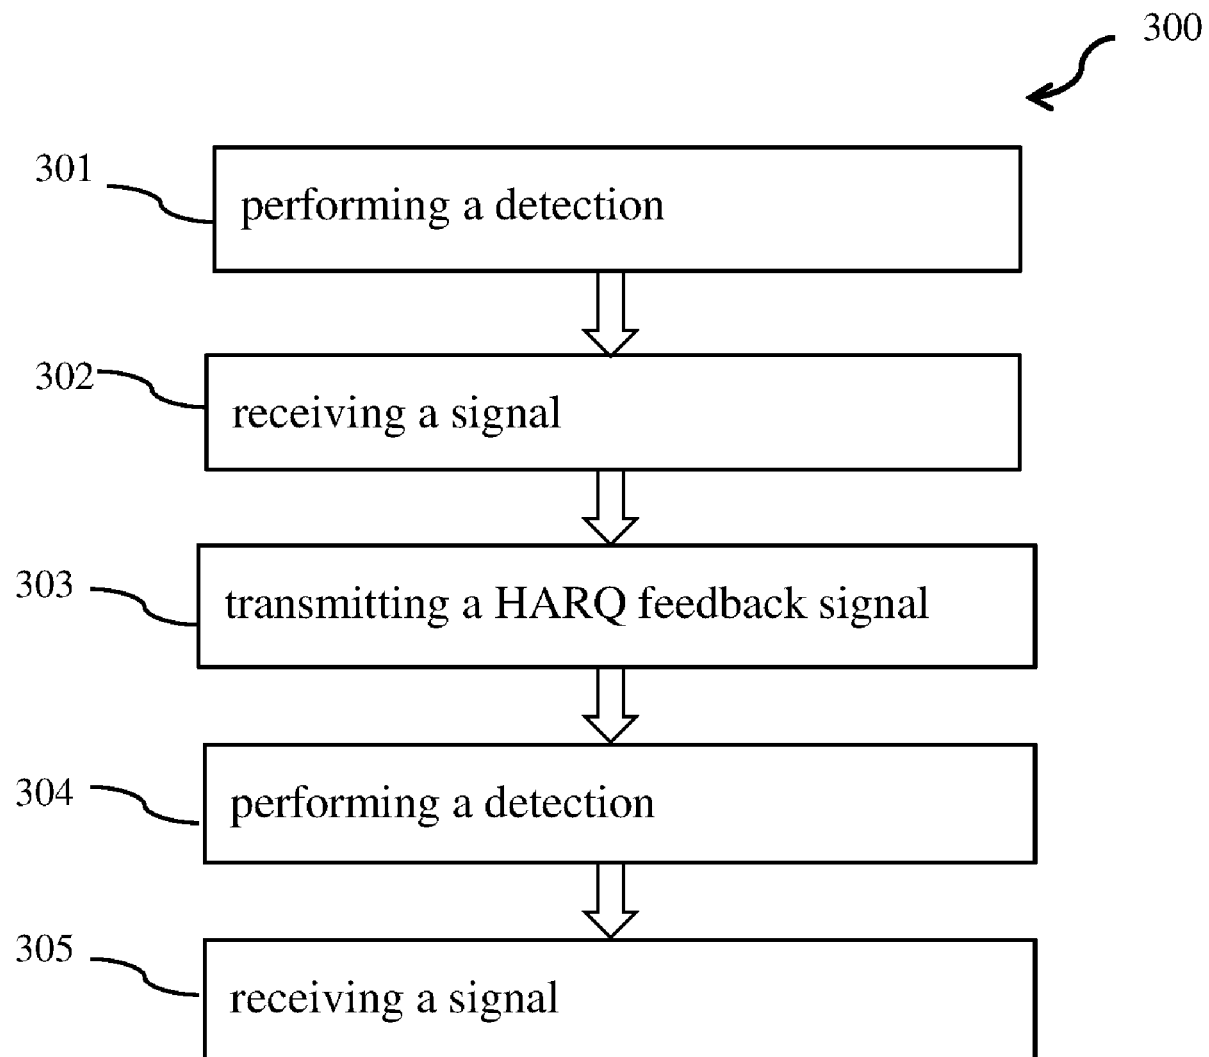 300
301
performing a detection
302
receiving a signal
303
transmitting a HARQ feedback signal
304
performing a detection
305
receiving a signal